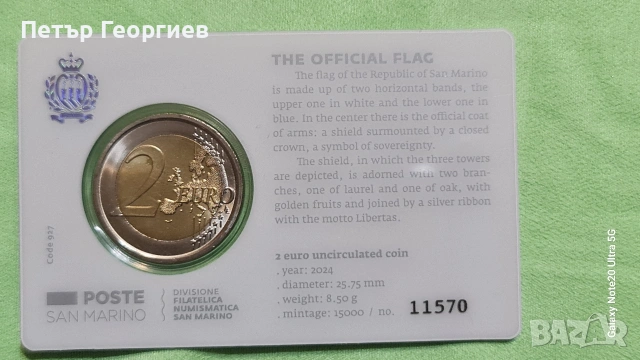 Петър Георгиев
THE OFFICIAL FLAG
The flag of the Republic of San Marino
is made up of two horizontal bands, the
upper one in white and the lower one in
blue. In the center there is the official coat
of arms: a shield surmounted by a closed
crown, a symbol of sovereignty.
The shield, in which the three towers
are depicted, is adorned with two bran-
ches, one of laurel and one of oak, with
golden fruits and joined by a silver ribbon
with the motto Libertas.
2 EURO
2 euro uncirculated coin
. year: 2024
. diameter: 25.75 mm
. weight: 8.50 g
. mintage: 15000 / no. 11570
Code 937
POSTE
SAN MARINO
DIVISIONE
FILATELICA
NUMISMATICA
SAN MARINO
Galaxy Note20 Ultra 5G
bazar.bg